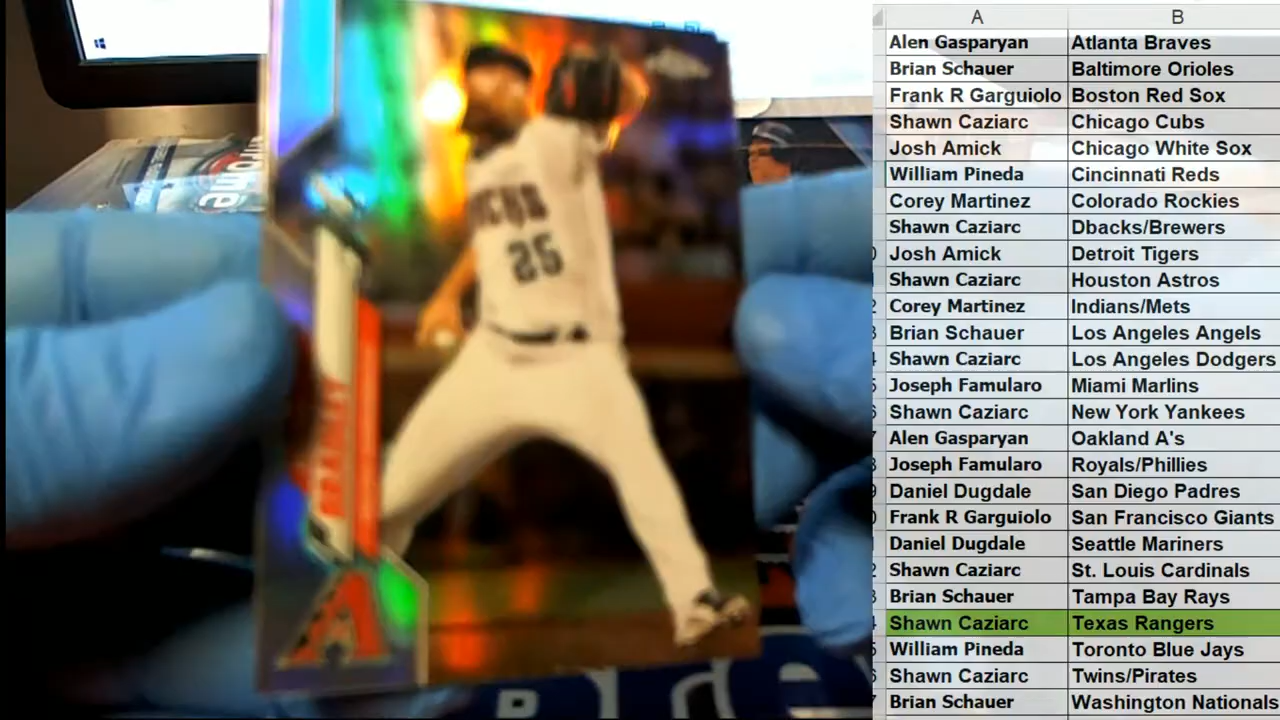 A B
Alen Gasparyan Atlanta Braves
Brian Schauer Baltimore Orioles
Frank R Garguiolo Boston Red Sox
Shawn Caziarc Chicago Cubs
Josh Amick Chicago White Sox
William Pineda Cincinnati Reds
Corey Martinez Colorado Rockies
Shawn Caziarc Dbacks/Brewers
Josh Amick Detroit Tigers
Shawn Caziarc Houston Astros
Corey Martinez Indians/Mets
Brian Schauer Los Angeles Angels
Shawn Caziarc Los Angeles Dodgers
Joseph Famularo Miami Marlins
Shawn Caziarc New York Yankees
Alen Gasparyan Oakland A's
Joseph Famularo Royals/Phillies
Daniel Dugdale San Diego Padres
Frank R Garguiolo San Francisco Giants
Daniel Dugdale Seattle Mariners
Shawn Caziarc St. Louis Cardinals
Brian Schauer Tampa Bay Rays
Shawn Caziarc Texas Rangers
William Pineda Toronto Blue Jays
Shawn Caziarc Twins/Pirates
Brian Schauer Washington Nationals
25
A